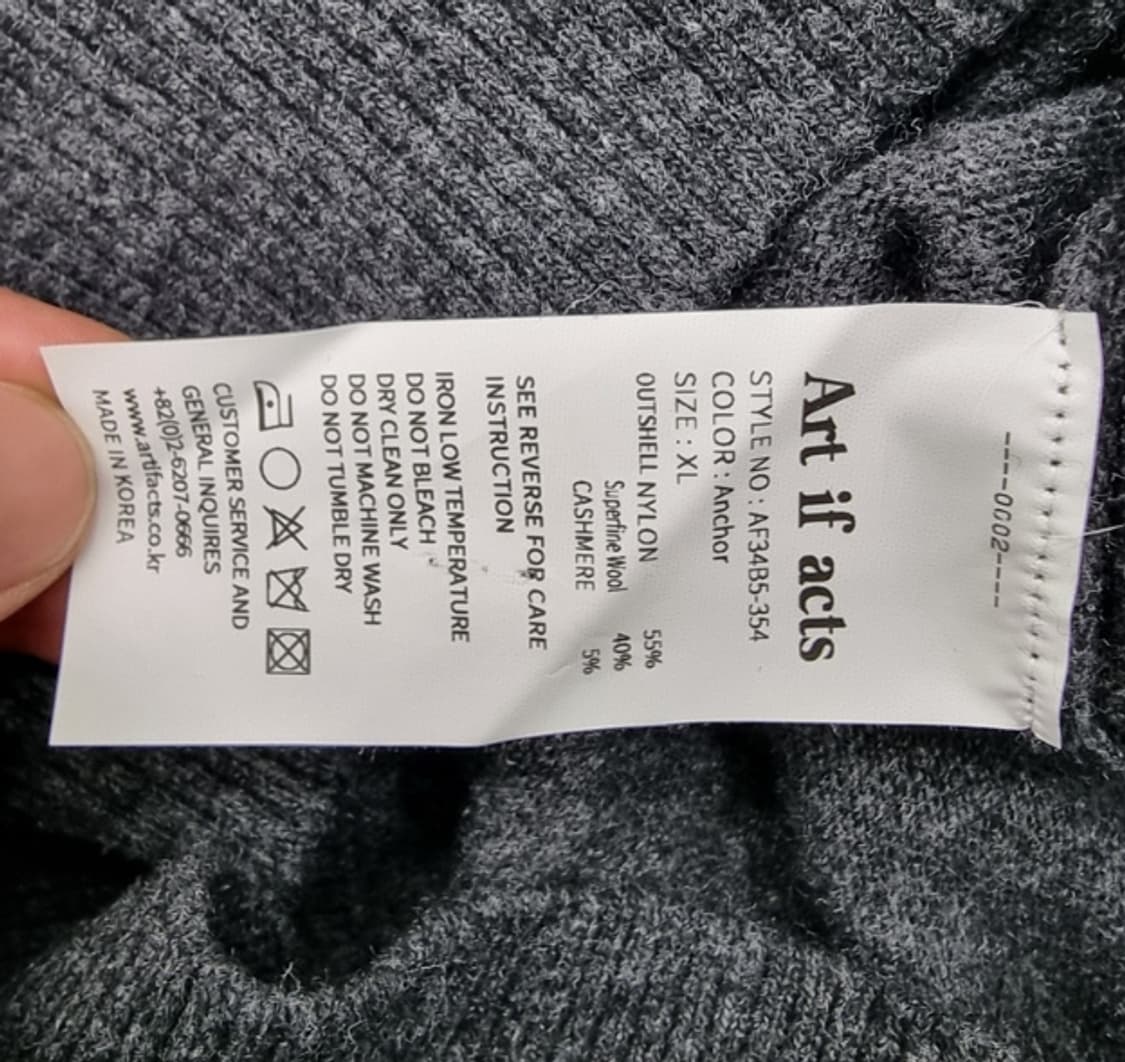 ----0002----
Art if acts
STYLE NO : AF34B5-354
COLOR : Anchor
SIZE : XL
OUTSHELL NYLON 55%
Superfine Wool 40%
CASHMERE 5%
SEE REVERSE FOR CARE
INSTRUCTION
IRON LOW TEMPERATURE
DO NOT BLEACH
DRY CLEAN ONLY
DO NOT MACHINE WASH
DO NOT TUMBLE DRY
CUSTOMER SERVICE AND
GENERAL INQUIRES
+82(0)2-6207-0666
www.artifacts.co.kr
MADE IN KOREA